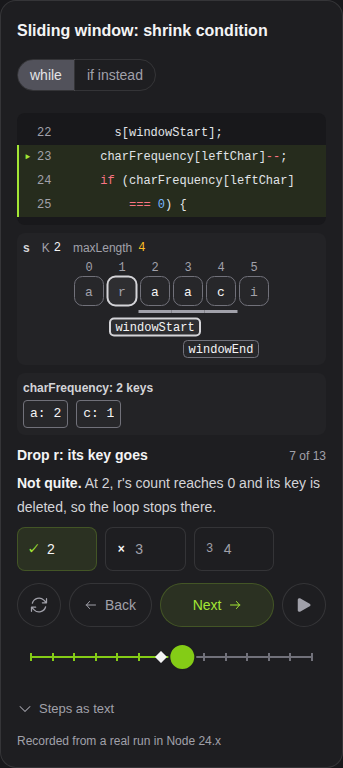 Sliding window: shrink condition
while if instead
22 s[windowStart];
▸ 23 charFrequency[leftChar]--;
24 if (charFrequency[leftChar]
25 === 0) {
s K 2 maxLength 4
0 1 2 3 4 5
a r a a c i
windowStart
windowEnd
charFrequency: 2 keys
a: 2 c: 1
Drop r: its key goes 7 of 13
Not quite. At 2, r's count reaches 0 and its key is
deleted, so the loop stops there.
✓ 2 × 3 3 4
← Back Next →
Steps as text
Recorded from a real run in Node 24.x